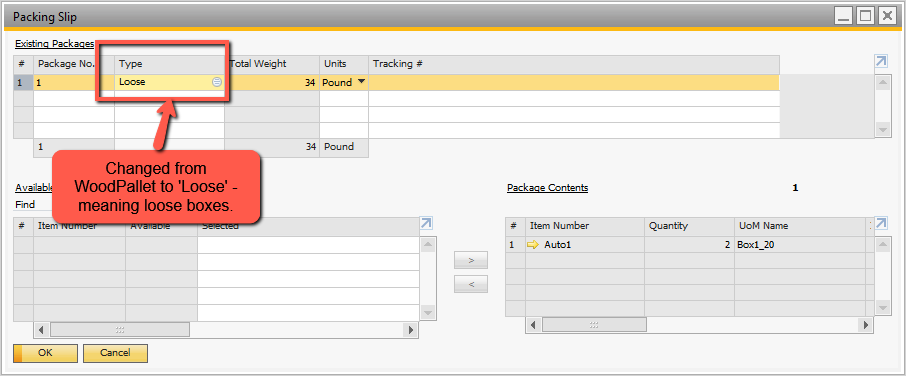 Packing Slip
Existing Packages
# Package No. Type Total Weight Units Tracking #
1 1 Loose 34 Pound
1 34 Pound
Changed from
WoodPallet to 'Loose' -
meaning loose boxes.
Available
Package Contents 1
Find
# Item Number Available Selected
# Item Number Quantity UoM Name
1 Auto1 2 Box1_20
>
<
OK Cancel